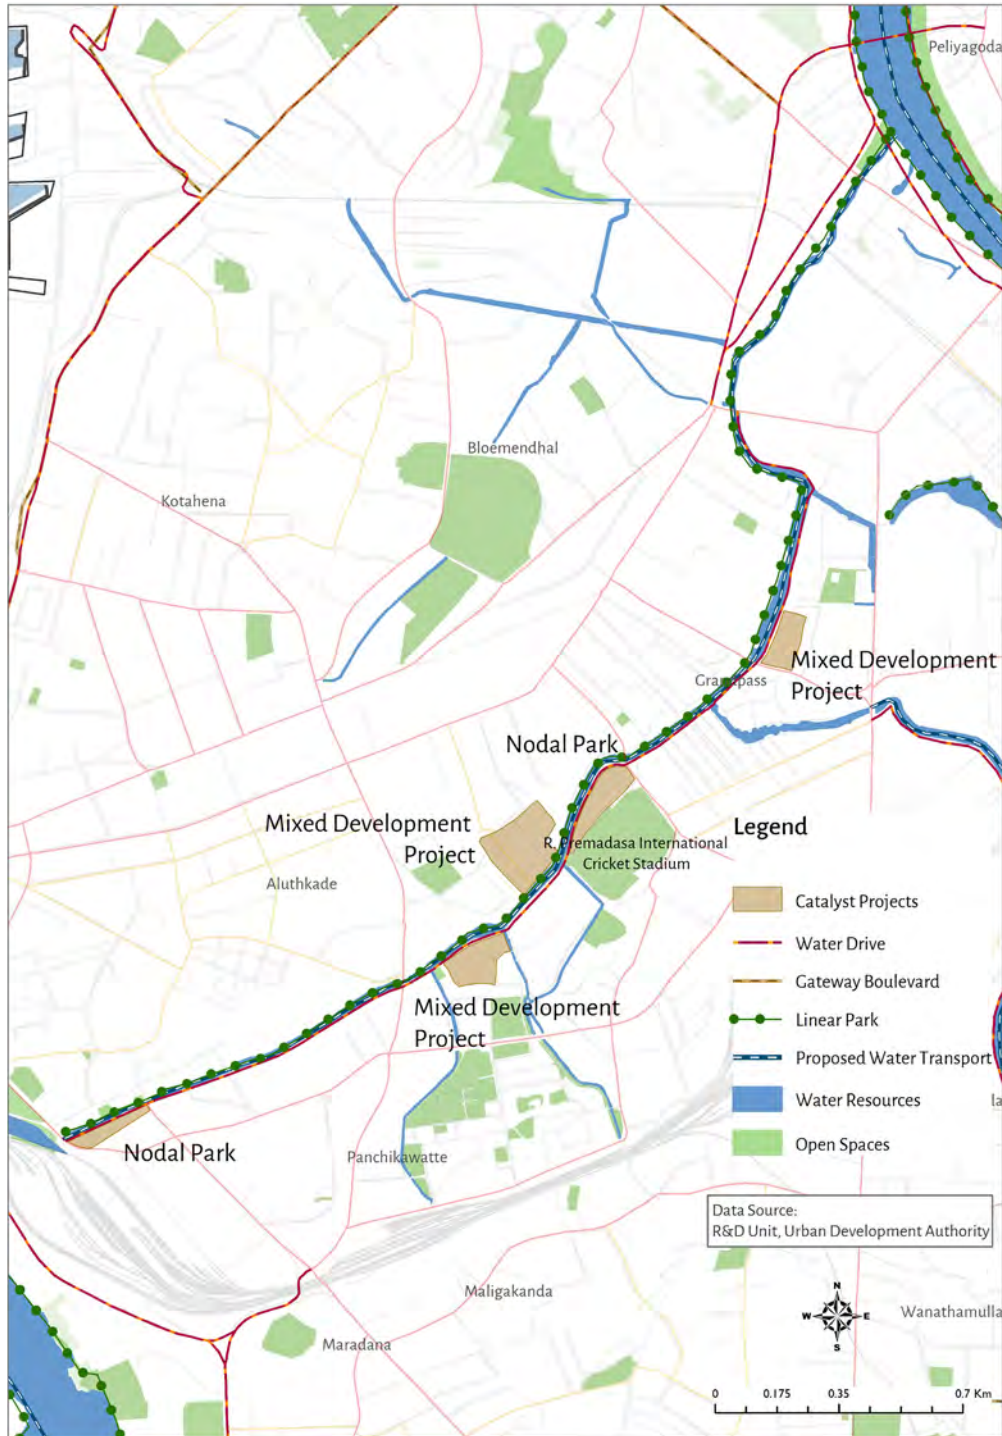 Peliyagoda
Bloemendhal
Kotahena
Mixed Development
Project
Grandpass
Nodal Park
Mixed Development
Project
R. Premadasa International
Cricket Stadium
Aluthkade
Mixed Development
Project
Nodal Park
Panchikawatte
Maligakanda
Maradana
Wanathamulla
Legend
Catalyst Projects
Water Drive
Gateway Boulevard
Linear Park
Proposed Water Transport
Water Resources
Open Spaces
la
Data Source:
R&D Unit, Urban Development Authority
N
W E
S
0 0.175 0.35 0.7 Km